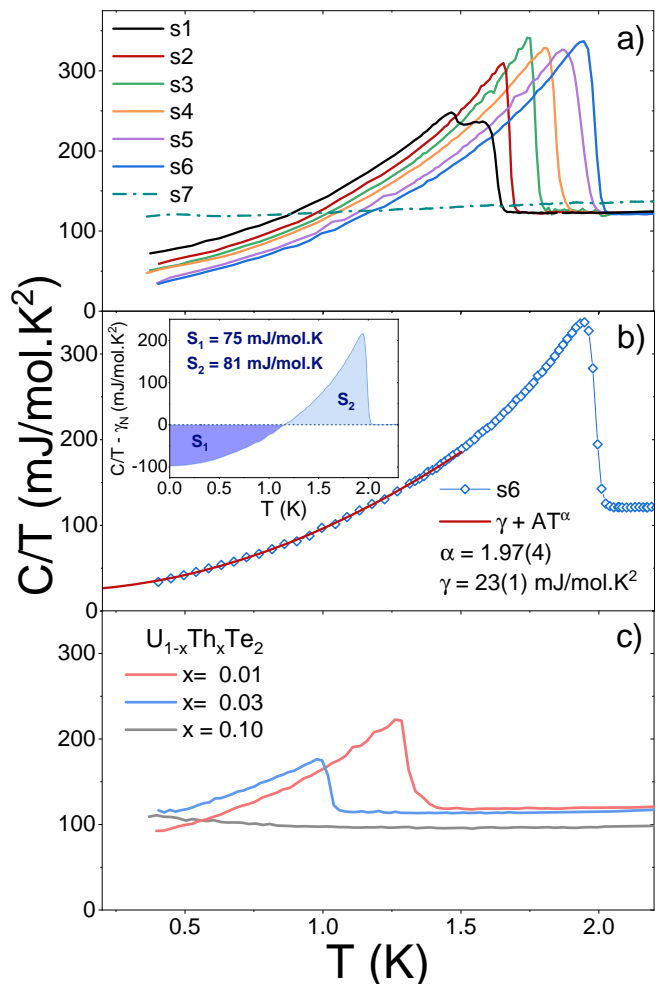 a)
s1
s2
s3
s4
s5
s6
s7
300
200
100
0
b)
S₁ = 75 mJ/mol.K
S₂ = 81 mJ/mol.K
C/T - γN (mJ/mol.K²)
200
100
0
-100
S₁
S₂
0.0
0.5
1.0
1.5
2.0
T (K)
300
200
100
0
s6
γ + AT^α
α = 1.97(4)
γ = 23(1) mJ/mol.K²
C/T (mJ/mol.K²)
c)
U₁₋ₓThₓTe₂
x= 0.01
x= 0.03
x = 0.10
300
200
100
0
0.5
1.0
1.5
2.0
T (K)